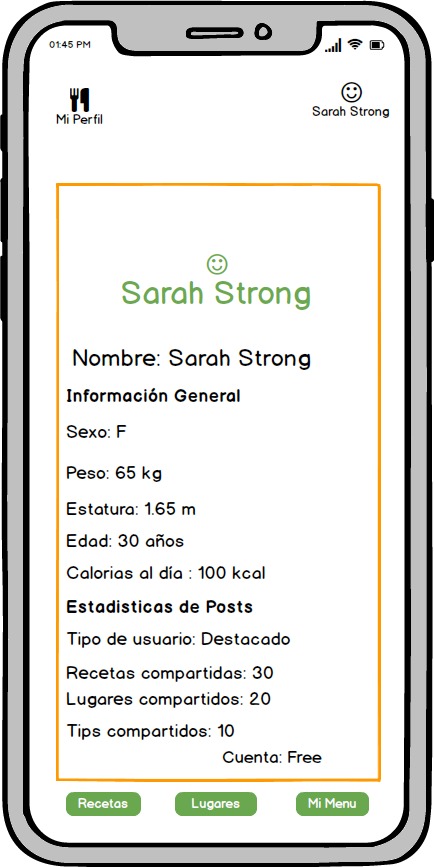 01:45 PM
Mi Perfil
Sarah Strong
Sarah Strong
Nombre: Sarah Strong
Información General
Sexo: F
Peso: 65 kg
Estatura: 1.65 m
Edad: 30 años
Calorias al día : 100 kcal
Estadisticas de Posts
Tipo de usuario: Destacado
Recetas compartidas: 30
Lugares compartidos: 20
Tips compartidos: 10
Cuenta: Free
Recetas
Lugares
Mi Menu